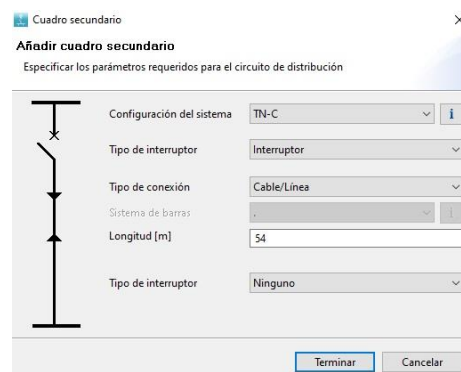 Cuadro secundario
Añadir cuadro secundario
Especificar los parámetros requeridos para el circuito de distribución
Configuración del sistema TN-C i
Tipo de interruptor Interruptor
Tipo de conexión Cable/Línea
Sistema de barras . i
Longitud [m] 54
Tipo de interruptor Ninguno
Terminar Cancelar